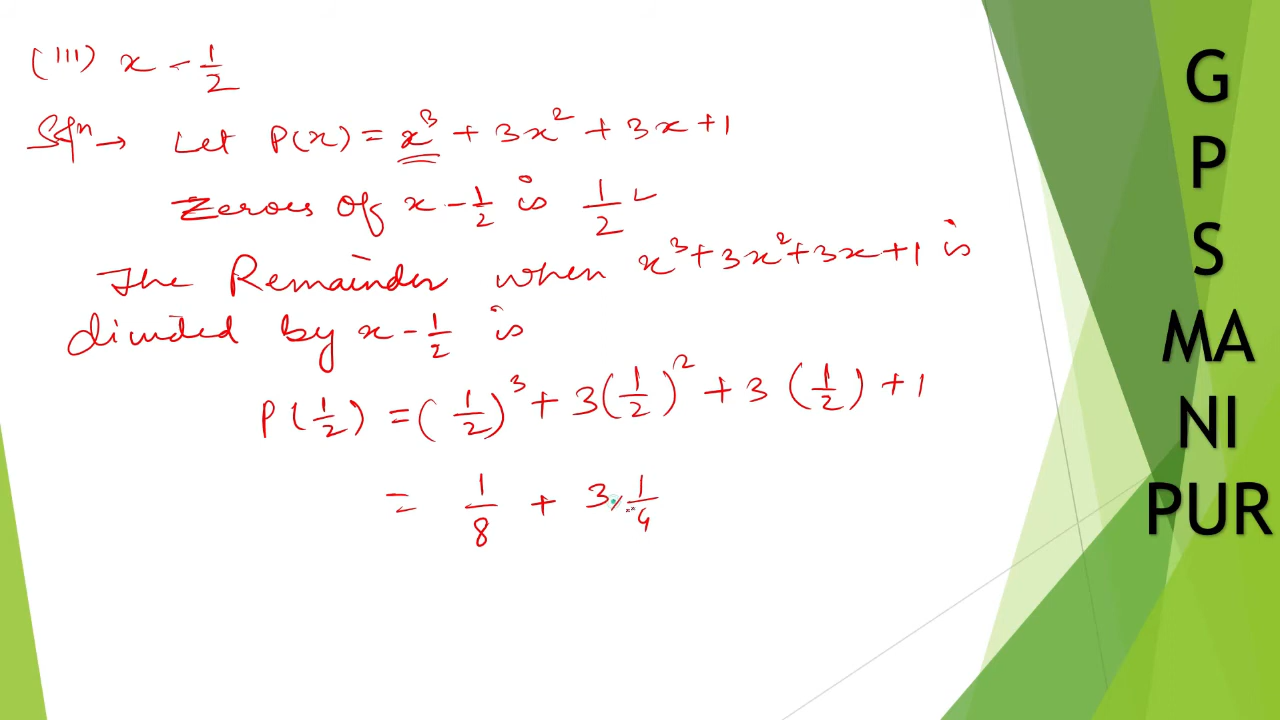 (III) x - 1/2
Solⁿ → Let P(x) = x³ + 3x² + 3x + 1
Zeroes of x - 1/2 is 1/2
The Remainder when x³ + 3x² + 3x + 1 is
divided by x - 1/2 is
P(1/2) = (1/2)³ + 3(1/2)² + 3(1/2) + 1
= 1/8 + 3 × 1/4
G
P
S
MA
NI
PUR